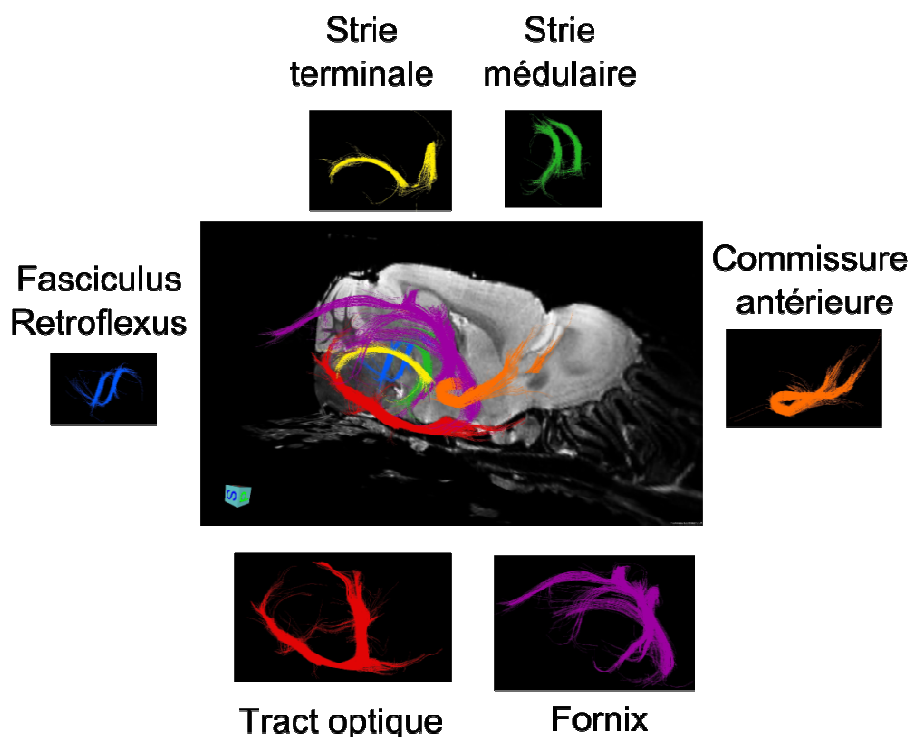 Strie
terminale
Strie
médulaire
Fasciculus
Retroflexus
Commissure
antérieure
S
Tract optique
Fornix